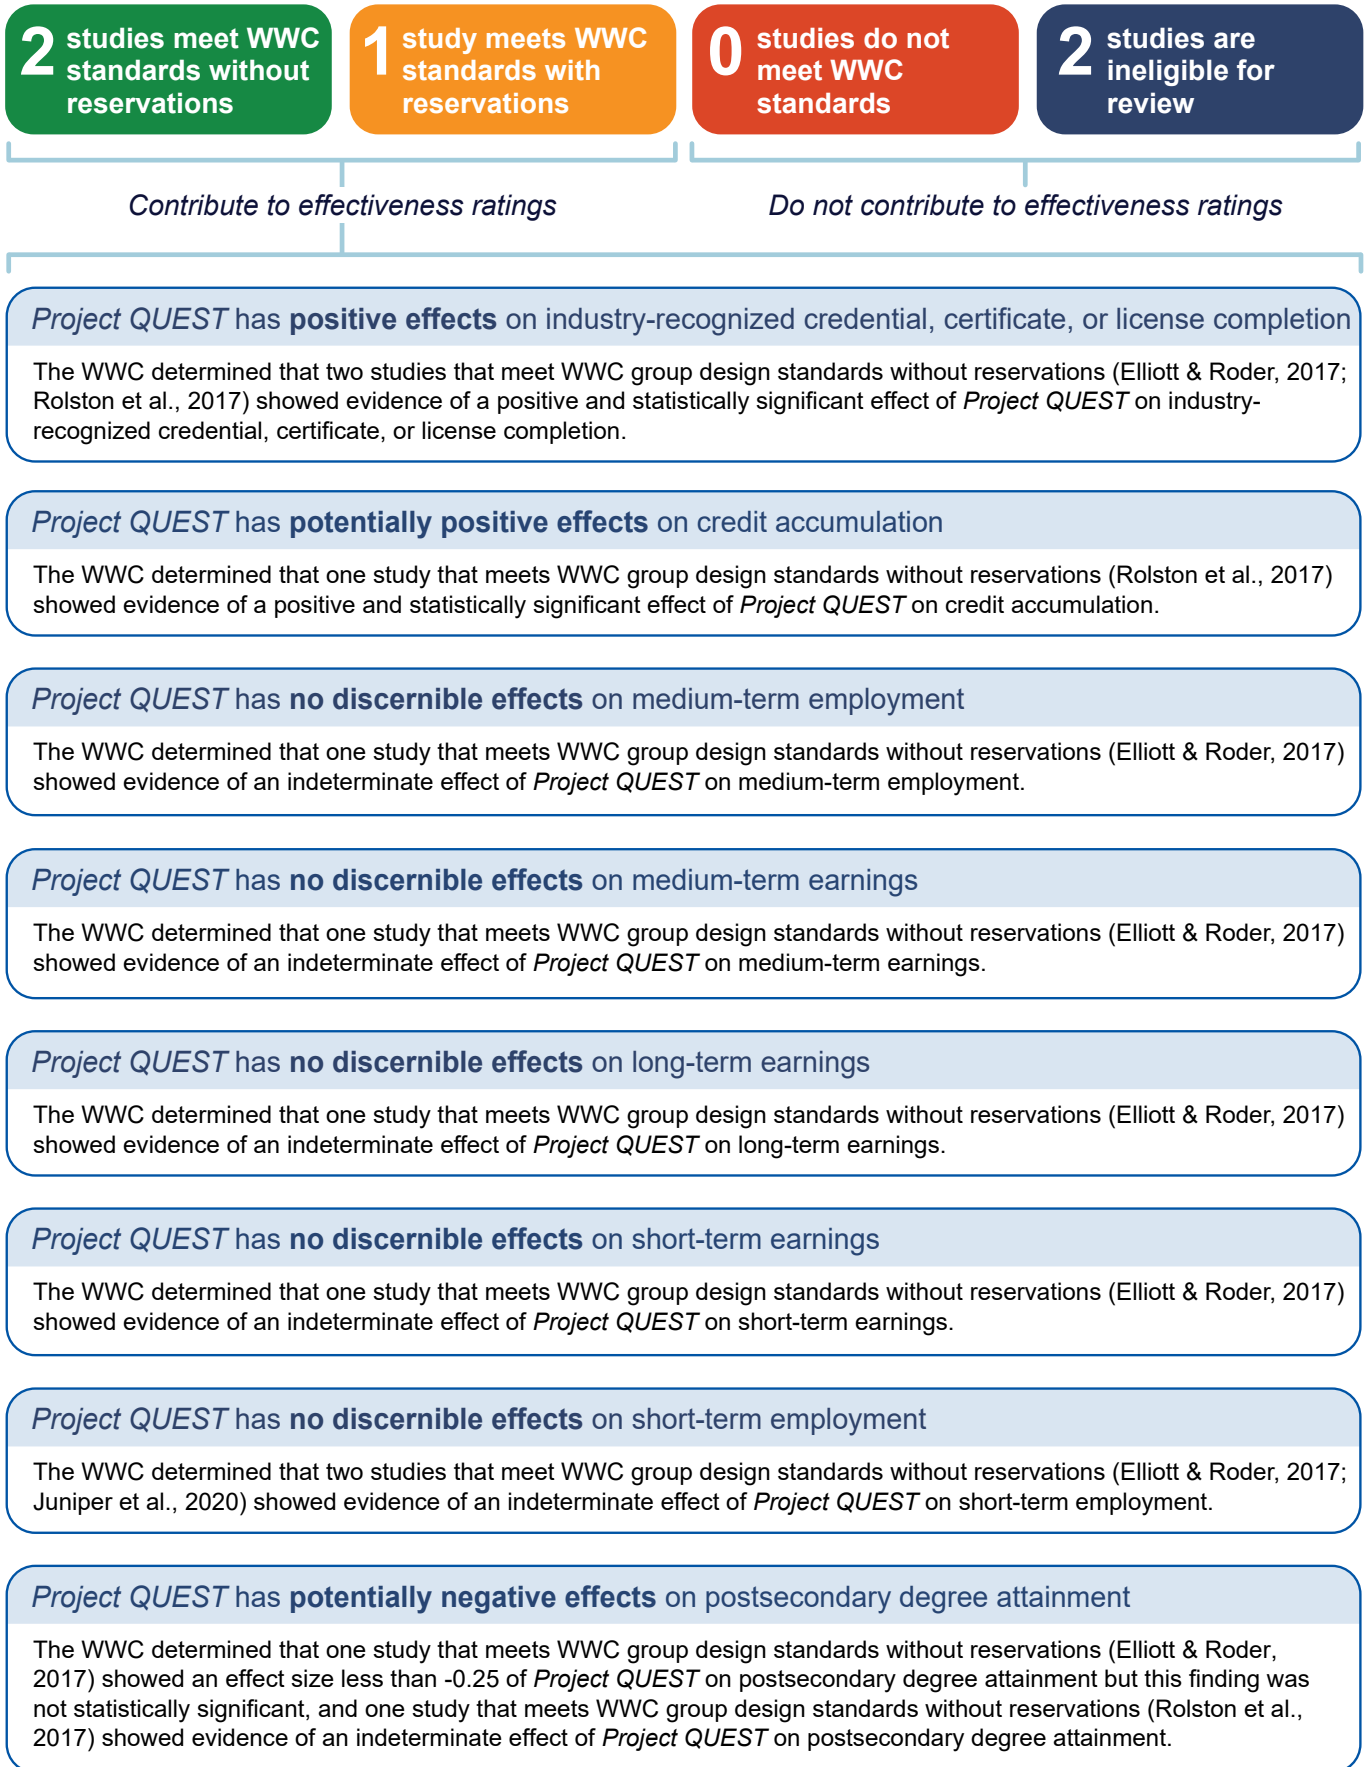 2 studies meet WWC
standards without
reservations
1 study meets WWC
standards with
reservations
0 studies do not
meet WWC
standards
2 studies are
ineligible for
review
Contribute to effectiveness ratings
Do not contribute to effectiveness ratings
Project QUEST has positive effects on industry-recognized credential, certificate, or license completion
The WWC determined that two studies that meet WWC group design standards without reservations (Elliott & Roder, 2017;
Rolston et al., 2017) showed evidence of a positive and statistically significant effect of Project QUEST on industry-
recognized credential, certificate, or license completion.
Project QUEST has potentially positive effects on credit accumulation
The WWC determined that one study that meets WWC group design standards without reservations (Rolston et al., 2017)
showed evidence of a positive and statistically significant effect of Project QUEST on credit accumulation.
Project QUEST has no discernible effects on medium-term employment
The WWC determined that one study that meets WWC group design standards without reservations (Elliott & Roder, 2017)
showed evidence of an indeterminate effect of Project QUEST on medium-term employment.
Project QUEST has no discernible effects on medium-term earnings
The WWC determined that one study that meets WWC group design standards without reservations (Elliott & Roder, 2017)
showed evidence of an indeterminate effect of Project QUEST on medium-term earnings.
Project QUEST has no discernible effects on long-term earnings
The WWC determined that one study that meets WWC group design standards without reservations (Elliott & Roder, 2017)
showed evidence of an indeterminate effect of Project QUEST on long-term earnings.
Project QUEST has no discernible effects on short-term earnings
The WWC determined that one study that meets WWC group design standards without reservations (Elliott & Roder, 2017)
showed evidence of an indeterminate effect of Project QUEST on short-term earnings.
Project QUEST has no discernible effects on short-term employment
The WWC determined that two studies that meet WWC group design standards without reservations (Elliott & Roder, 2017;
Juniper et al., 2020) showed evidence of an indeterminate effect of Project QUEST on short-term employment.
Project QUEST has potentially negative effects on postsecondary degree attainment
The WWC determined that one study that meets WWC group design standards without reservations (Elliott & Roder,
2017) showed an effect size less than -0.25 of Project QUEST on postsecondary degree attainment but this finding was
not statistically significant, and one study that meets WWC group design standards without reservations (Rolston et al.,
2017) showed evidence of an indeterminate effect of Project QUEST on postsecondary degree attainment.